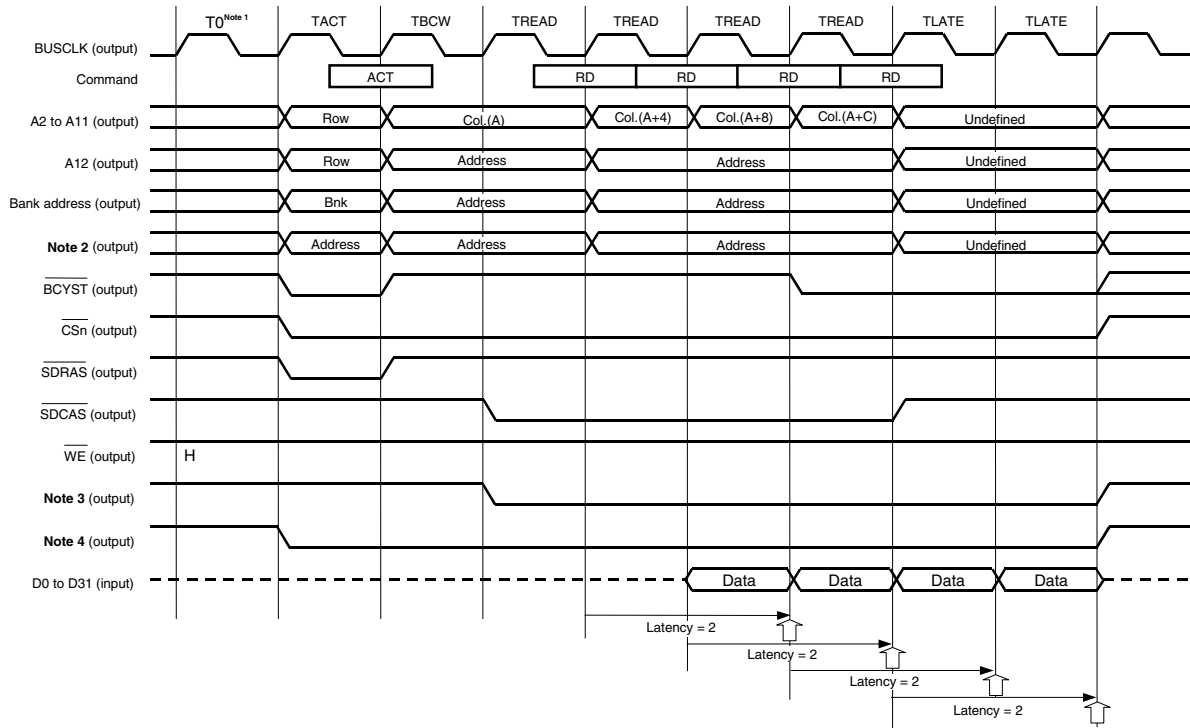 T0Note 1 TACT TBCW TREAD TREAD TREAD TREAD TLATE TLATE
BUSCLK (output)
Command ACT RD RD RD RD
A2 to A11 (output) Row Col.(A) Col.(A+4) Col.(A+8) Col.(A+C) Undefined
A12 (output) Row Address Address Undefined
Bank address (output) Bnk Address Address Undefined
Note 2 (output) Address Address Address Undefined
BCYST (output)
CSn (output)
SDRAS (output)
SDCAS (output)
WE (output) H
Note 3 (output)
Note 4 (output)
D0 to D31 (input) Data Data Data Data
Latency = 2
Latency = 2
Latency = 2
Latency = 2